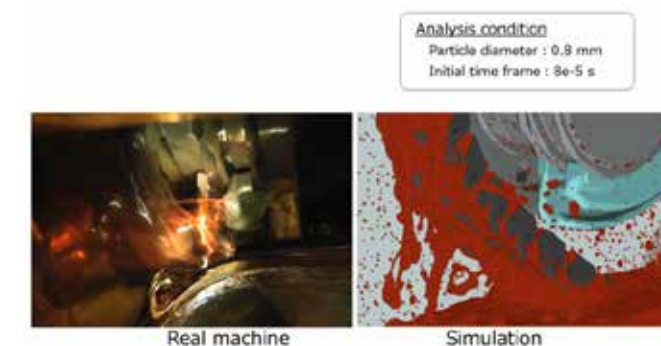 Analysis condition
Particle diameter : 0.8 mm
Initial time frame : 8e-5 s
Real machine
Simulation